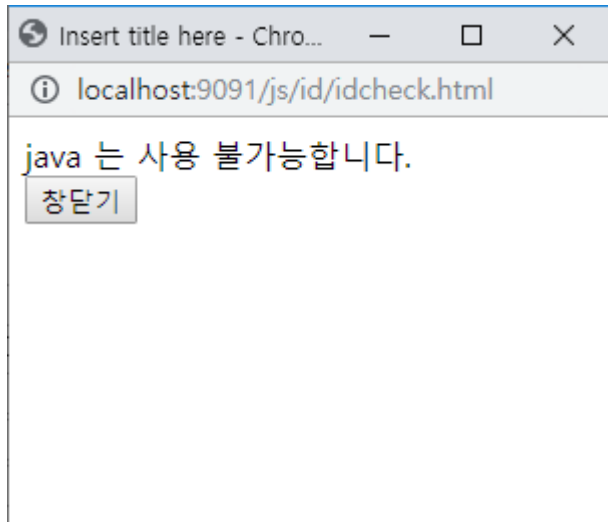 Insert title here - Chro...
localhost:9091/js/id/idcheck.html
java 는 사용 불가능합니다.
창닫기